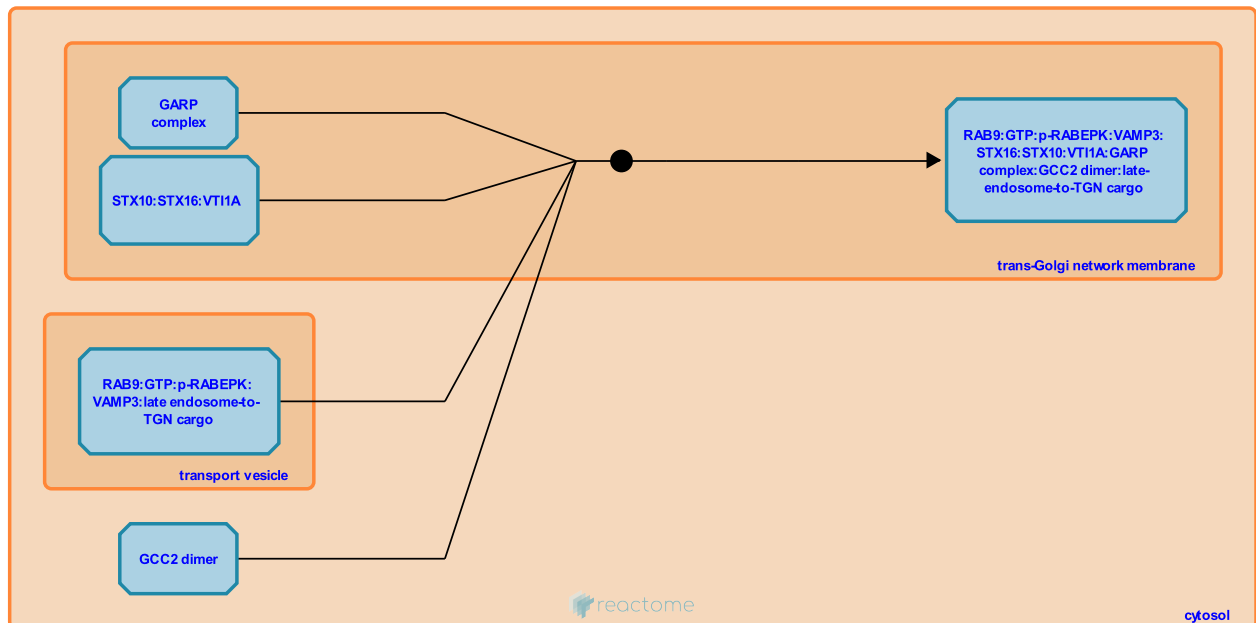 GARP
complex
STX10:STX16:VTI1A
RAB9:GTP:p-RABEPK:VAMP3:
STX16:STX10:VTI1A:GARP
complex:GCC2 dimer:late-
endosome-to-TGN cargo
trans-Golgi network membrane
RAB9:GTP:p-RABEPK:
VAMP3:late endosome-to-
TGN cargo
transport vesicle
GCC2 dimer
reactome
cytosol